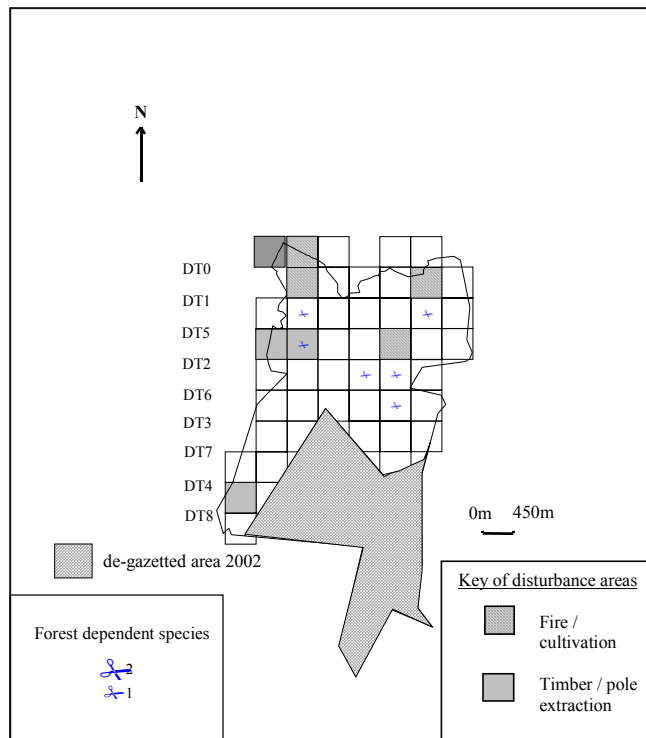 N
DT0
DT1
DT5
DT2
DT6
DT3
DT7
DT4
DT8
0m 450m
de-gazetted area 2002
Forest dependent species
2
1
Key of disturbance areas
Fire /
cultivation
Timber / pole
extraction